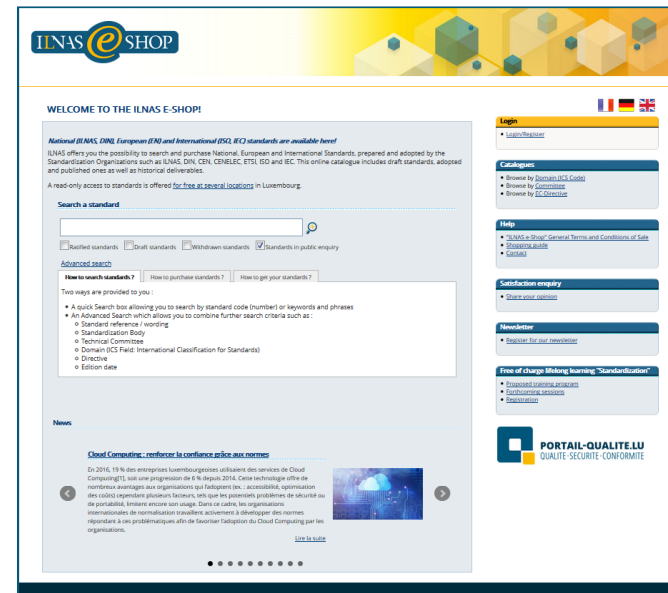 ILNAS e SHOP
WELCOME TO THE ILNAS E-SHOP!
National (ILNAS, DIN), European (EN) and International (ISO, IEC) standards are available here!
ILNAS offers you the possibility to search and purchase National, European and International Standards, prepared and adopted by the
Standardization Organizations such as ILNAS, DIN, CEN, CENELEC, ETSI, ISO and IEC. This online catalogue includes draft standards, adopted
and published ones as well as historical deliverables.
A read-only access to standards is offered for free at several locations in Luxembourg.
Search a standard
Ratified standards Draft standards Withdrawn standards Standards in public enquiry
Advanced search
How to search standards ? How to purchase standards ? How to get your standards ?
Two ways are provided to you :
A quick Search box allowing you to search by standard code (number) or keywords and phrases
An Advanced Search which allows you to combine further search criteria such as :
Standard reference / wording
Standardization Body
Technical Committee
Domain (ICS Field: International Classification for Standards)
Directive
Edition date
News
Cloud Computing : renforcer la confiance grâce aux normes
En 2016, 19 % des entreprises luxembourgeoises utilisaient des services de Cloud
Computing[1], soit une progression de 6 % depuis 2014. Cette technologie offre de
nombreux avantages aux organisations qui l'adoptent (ex. : accessibilité, optimisation
des coûts) cependant plusieurs facteurs, tels que les potentiels problèmes de sécurité ou
de portabilité, limitent encore son usage. Dans ce cadre, les organisations
internationales de normalisation travaillent activement à développer des normes
répondant à ces problématiques afin de favoriser l'adoption du Cloud Computing par les
organisations.
Lire la suite
Login
Login/Register
Catalogues
Browse by Domain (ICS Code)
Browse by Committee
Browse by EC-Directive
Help
"ILNAS e-Shop" General Terms and Conditions of Sale
Shopping guide
Contact
Satisfaction enquiry
Share your opinion
Newsletter
Register for our newsletter
Free of charge lifelong learning "Standardization"
Proposed training program
Forthcoming sessions
Registration
PORTAIL-QUALITE.LU
QUALITE·SECURITE·CONFORMITE